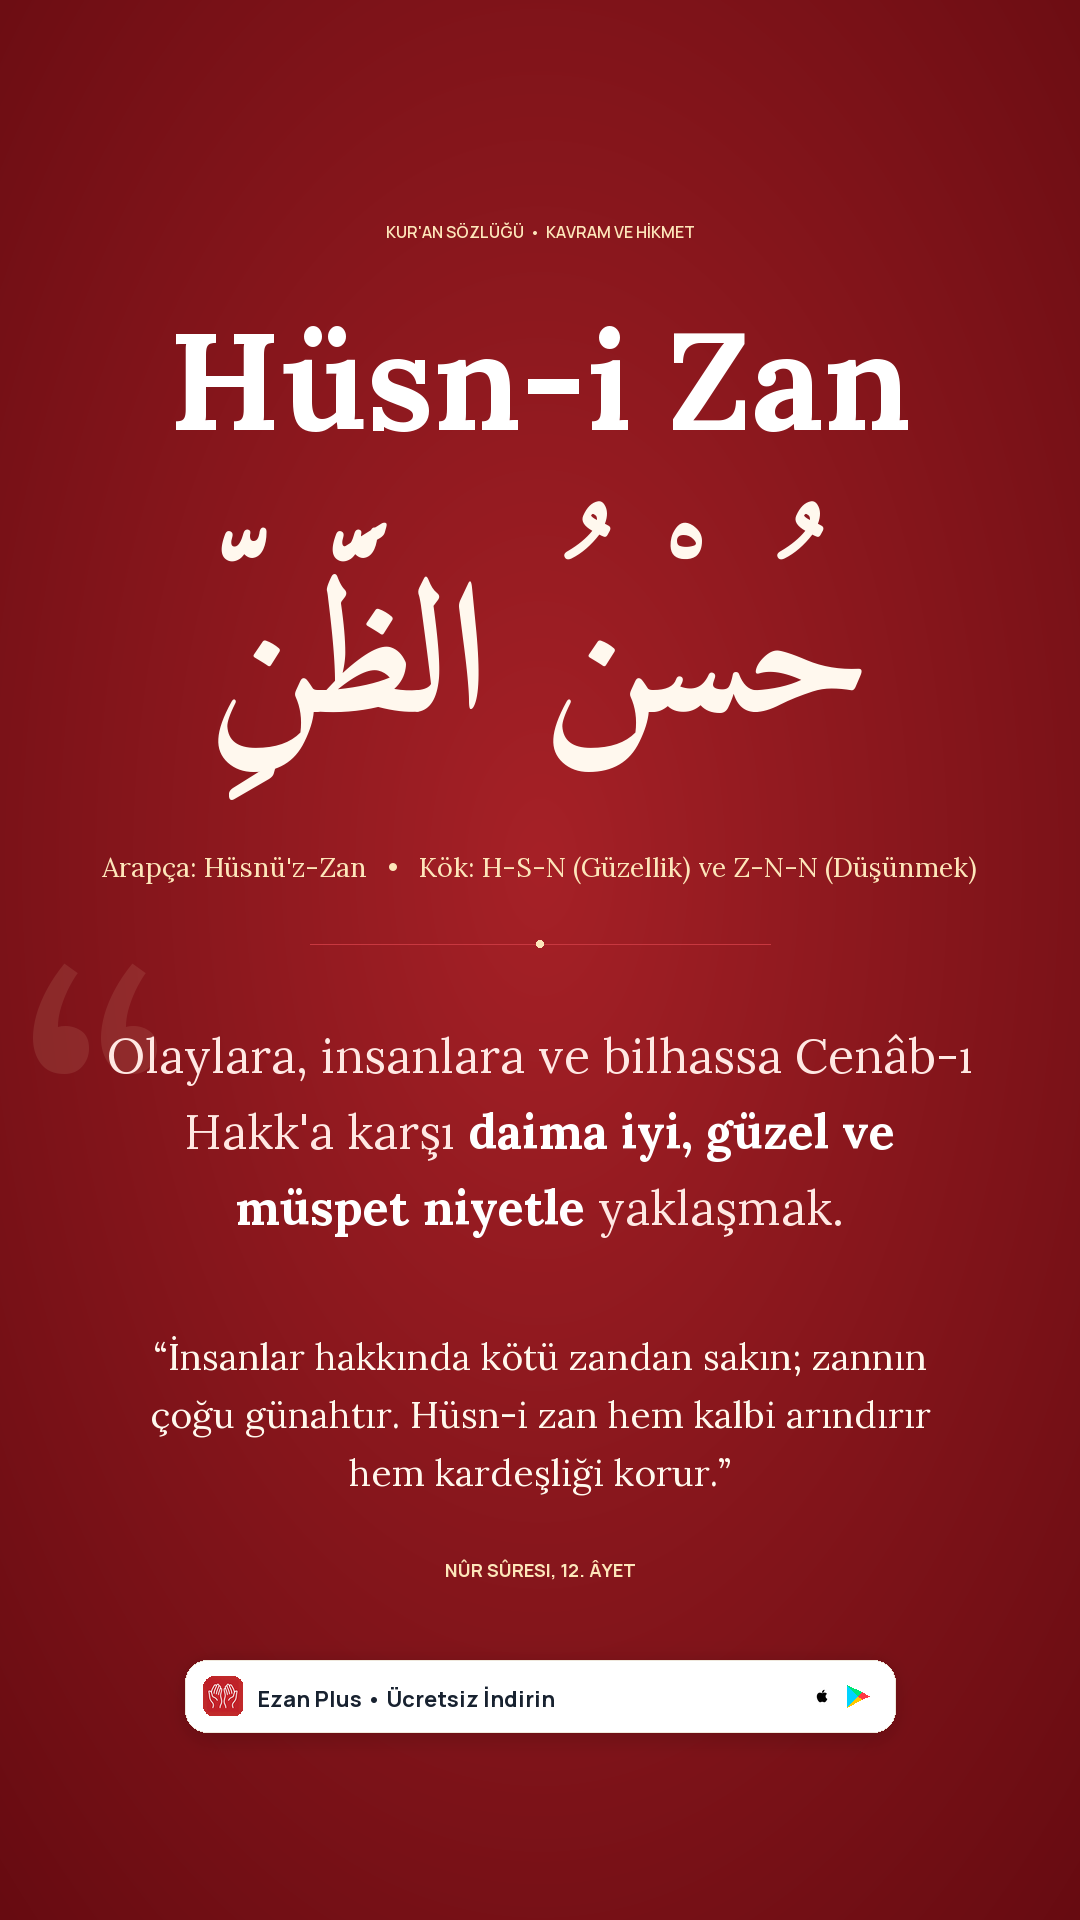 KUR'AN SÖZLÜĞÜ • KAVRAM VE HİKMET
Hüsn-i Zan
حُسْنُ الظَّنِّ
Arapça: Hüsnü'z-Zan • Kök: H-S-N (Güzellik) ve Z-N-N (Düşünmek)
“
Olaylara, insanlara ve bilhassa Cenâb-ı
Hakk'a karşı daima iyi, güzel ve
müspet niyetle yaklaşmak.
“İnsanlar hakkında kötü zandan sakın; zannın
çoğu günahtır. Hüsn-i zan hem kalbi arındırır
hem kardeşliği korur.”
NÛR SÛRESI, 12. ÂYET
Ezan Plus • Ücretsiz İndirin